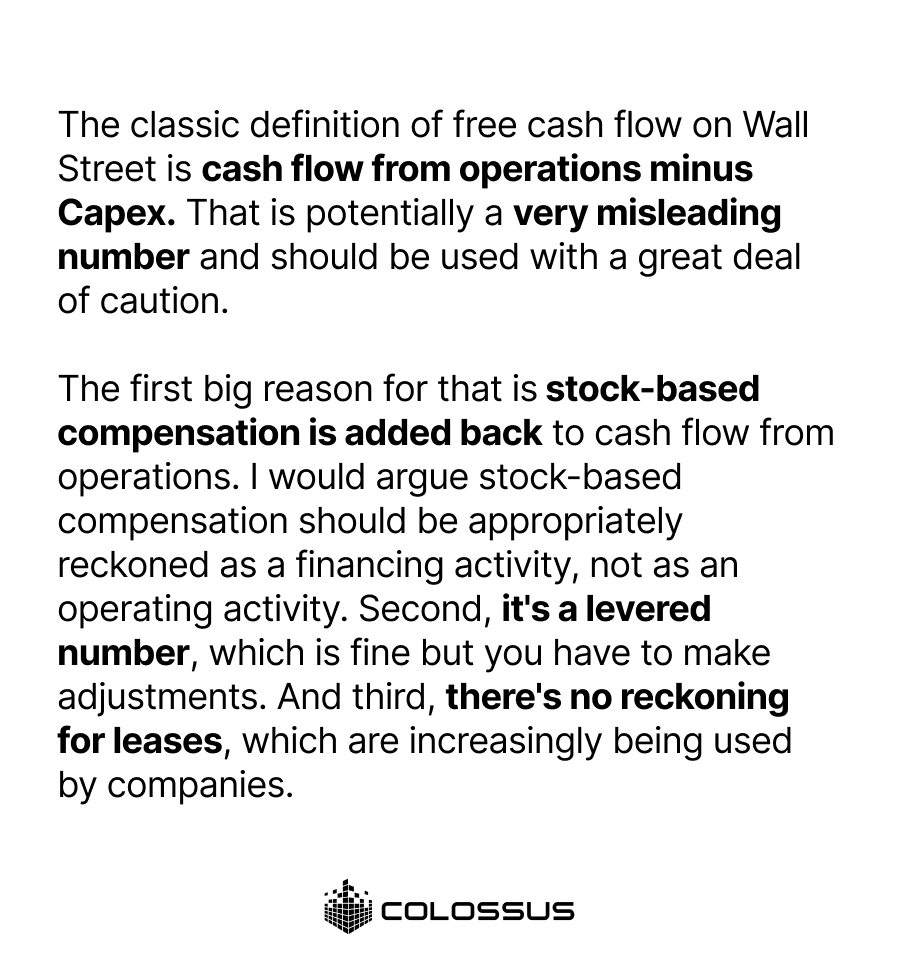 The classic definition of free cash flow on Wall
Street is cash flow from operations minus
Capex. That is potentially a very misleading
number and should be used with a great deal
of caution.
The first big reason for that is stock-based
compensation is added back to cash flow from
operations. I would argue stock-based
compensation should be appropriately
reckoned as a financing activity, not as an
operating activity. Second, it's a levered
number, which is fine but you have to make
adjustments. And third, there's no reckoning
for leases, which are increasingly being used
by companies.
COLOSSUS